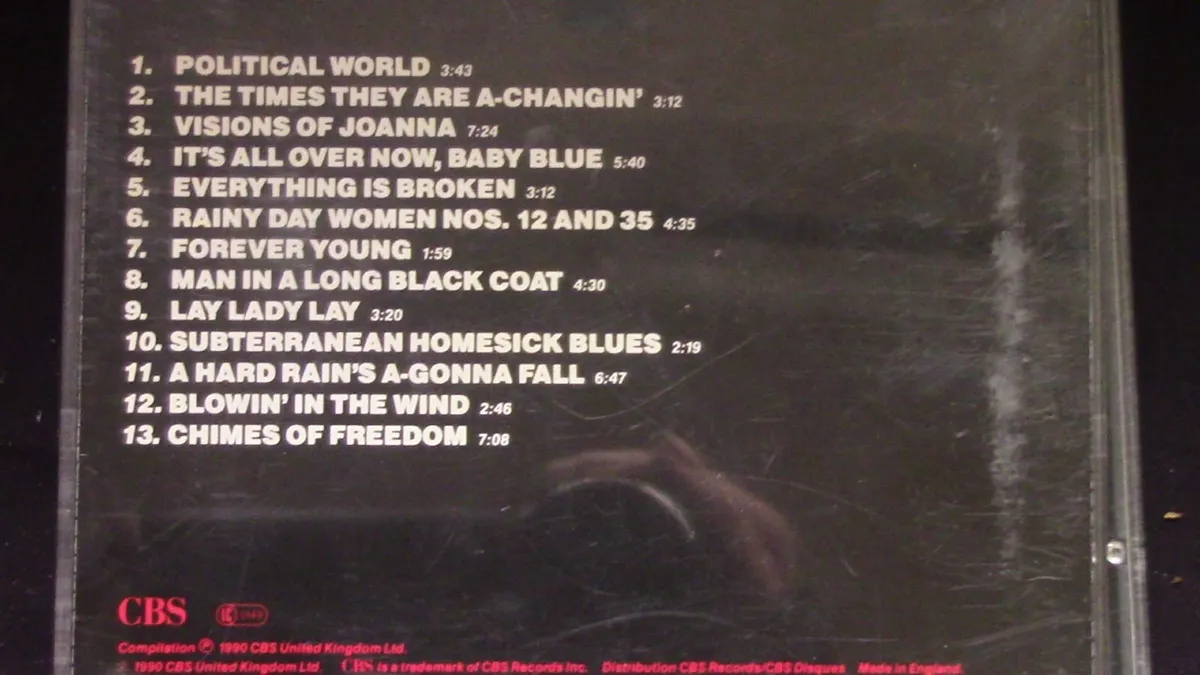 1. POLITICAL WORLD 3:43
2. THE TIMES THEY ARE A-CHANGIN' 3:12
3. VISIONS OF JOANNA 7:24
4. IT'S ALL OVER NOW, BABY BLUE 5:40
5. EVERYTHING IS BROKEN 3:12
6. RAINY DAY WOMEN NOS. 12 AND 35 4:35
7. FOREVER YOUNG 1:59
8. MAN IN A LONG BLACK COAT 4:30
9. LAY LADY LAY 3:20
10. SUBTERRANEAN HOMESICK BLUES 2:19
11. A HARD RAIN'S A-GONNA FALL 6:47
12. BLOWIN' IN THE WIND 2:46
13. CHIMES OF FREEDOM 7:08
CBS
Compilation ℗ 1990 CBS United Kingdom Ltd.
1990 CBS United Kingdom Ltd. CBS is a trademark of CBS Records Inc. Distribution CBS Records/CBS Disques Made in England.